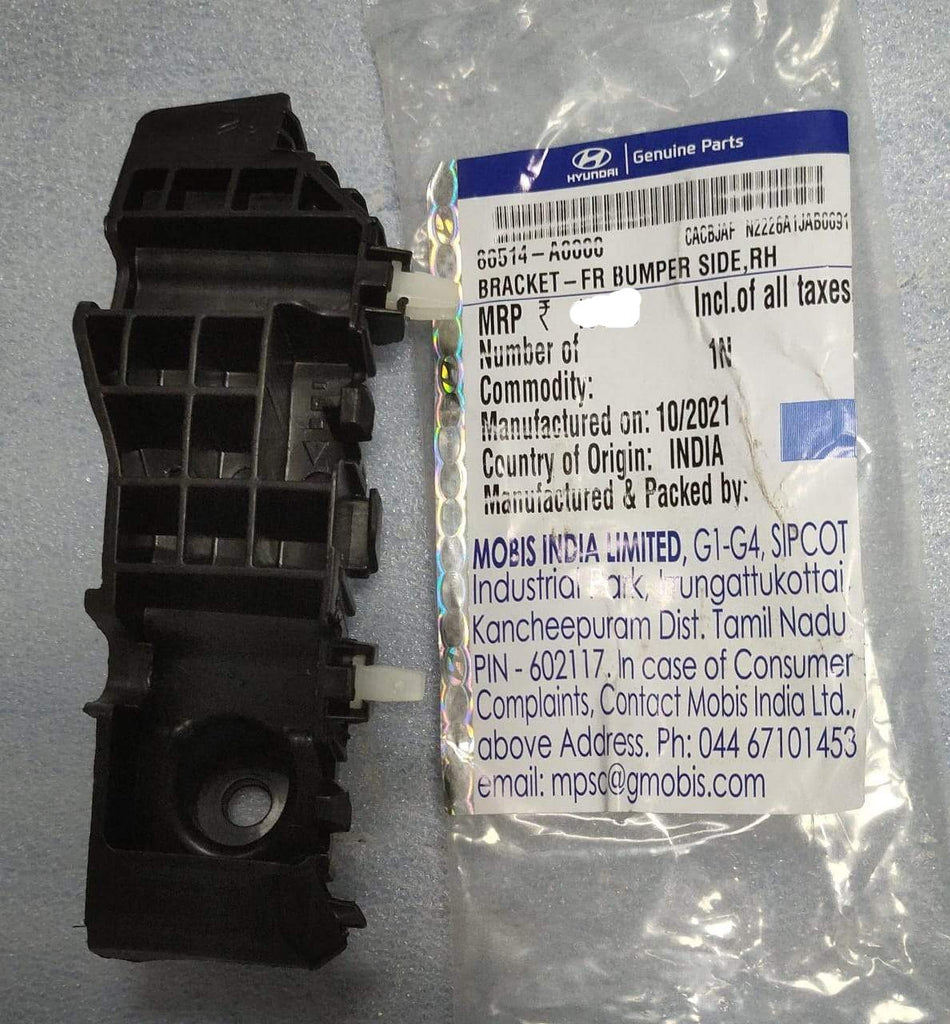 HYUNDAI
Genuine Parts
86514-A0000
CACBJAF N2226A1JAB0091
BRACKET-FR BUMPER SIDE,RH
MRP ₹ Incl.of all taxes
Number of 1N
Commodity:
Manufactured on: 10/2021
Country of Origin: INDIA
Manufactured & Packed by:
MOBIS INDIA LIMITED, G1-G4, SIPCOT
Industrial Park, Irungattukottai
Kancheepuram Dist. Tamil Nadu
PIN - 602117. In case of Consumer
Complaints, Contact Mobis India Ltd.,
above Address. Ph: 044 67101453
email: mpsc@gmobis.com